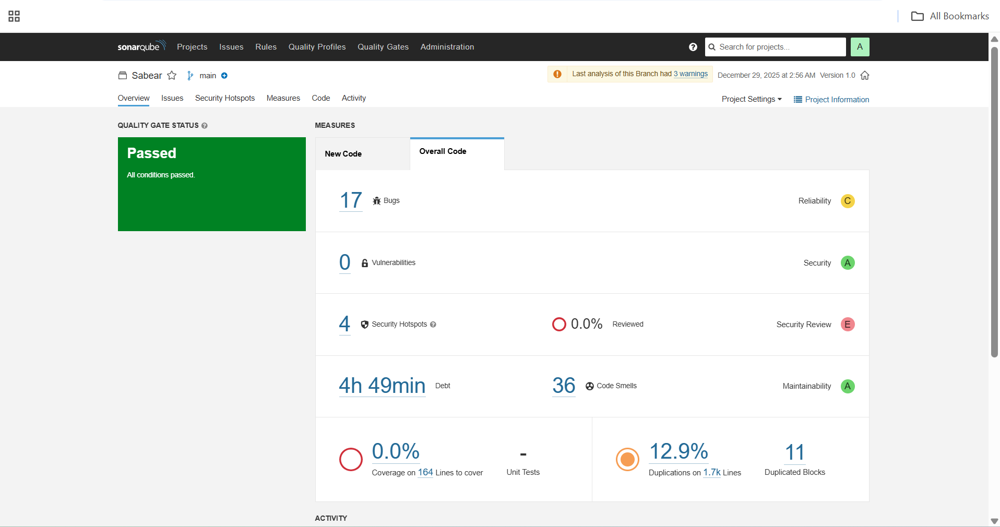 All Bookmarks
sonarqube Projects Issues Rules Quality Profiles Quality Gates Administration ? Search for projects... A
Sabear main Last analysis of this Branch had 3 warnings December 29, 2025 at 2:56 AM Version 1.0
Overview Issues Security Hotspots Measures Code Activity Project Settings Project Information
QUALITY GATE STATUS ? MEASURES
Passed
All conditions passed.
New Code Overall Code
17 Bugs Reliability C
0 Vulnerabilities Security A
4 Security Hotspots ? 0.0% Reviewed Security Review E
4h 49min Debt 36 Code Smells Maintainability A
0.0% - 12.9% 11
Coverage on 164 Lines to cover Unit Tests Duplications on 1.7k Lines Duplicated Blocks
ACTIVITY